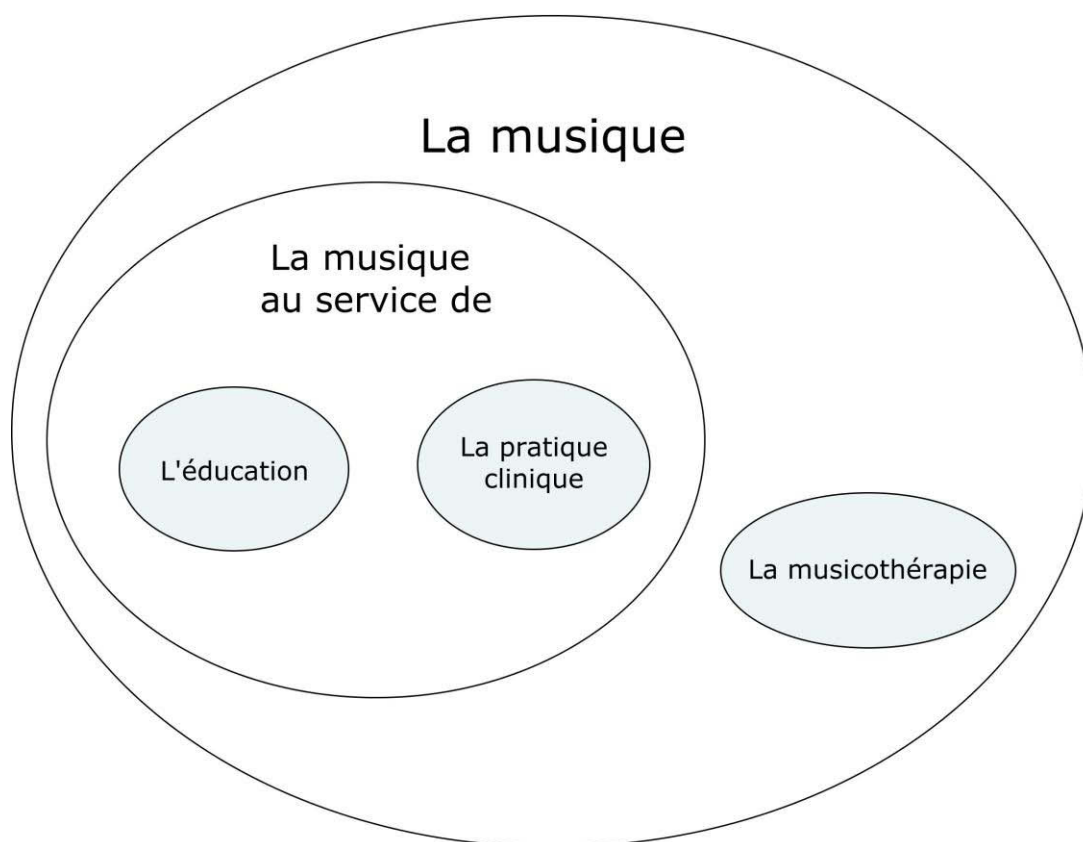 La musique
La musique
au service de
L'éducation
La pratique
clinique
La musicothérapie